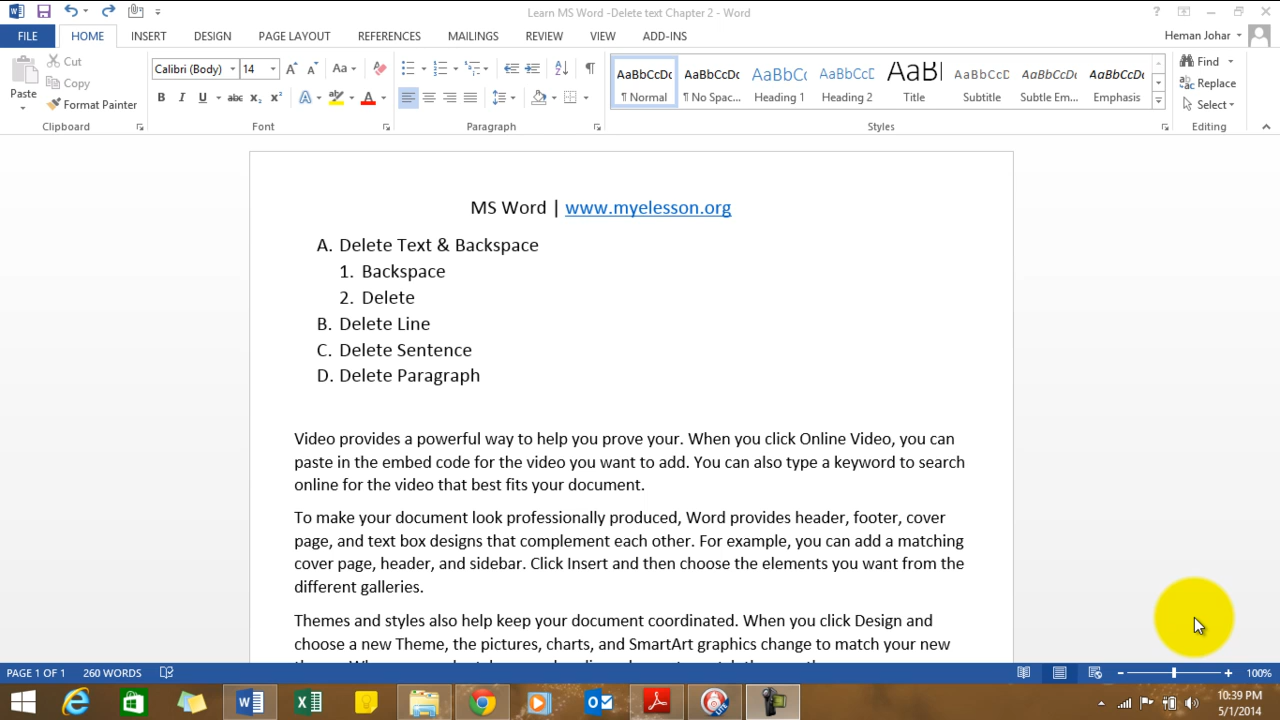 Learn MS Word -Delete text Chapter 2 - Word
FILE HOME INSERT DESIGN PAGE LAYOUT REFERENCES MAILINGS REVIEW VIEW ADD-INS Heman Johar
Paste
Cut
Copy
Format Painter
Clipboard
Calibri (Body) 14
Font
Paragraph
AaBbCcDc AaBbCcDc AaBbCc AaBbCcD AaBl AaBbCcD AaBbCcDc AaBbCcDc
¶ Normal ¶ No Spac... Heading 1 Heading 2 Title Subtitle Subtle Em... Emphasis
Styles
Find
Replace
Select
Editing
MS Word | www.myelesson.org
A. Delete Text & Backspace
1. Backspace
2. Delete
B. Delete Line
C. Delete Sentence
D. Delete Paragraph
Video provides a powerful way to help you prove your. When you click Online Video, you can
paste in the embed code for the video you want to add. You can also type a keyword to search
online for the video that best fits your document.
To make your document look professionally produced, Word provides header, footer, cover
page, and text box designs that complement each other. For example, you can add a matching
cover page, header, and sidebar. Click Insert and then choose the elements you want from the
different galleries.
Themes and styles also help keep your document coordinated. When you click Design and
choose a new Theme, the pictures, charts, and SmartArt graphics change to match your new
PAGE 1 OF 1 260 WORDS 100%
10:39 PM
5/1/2014